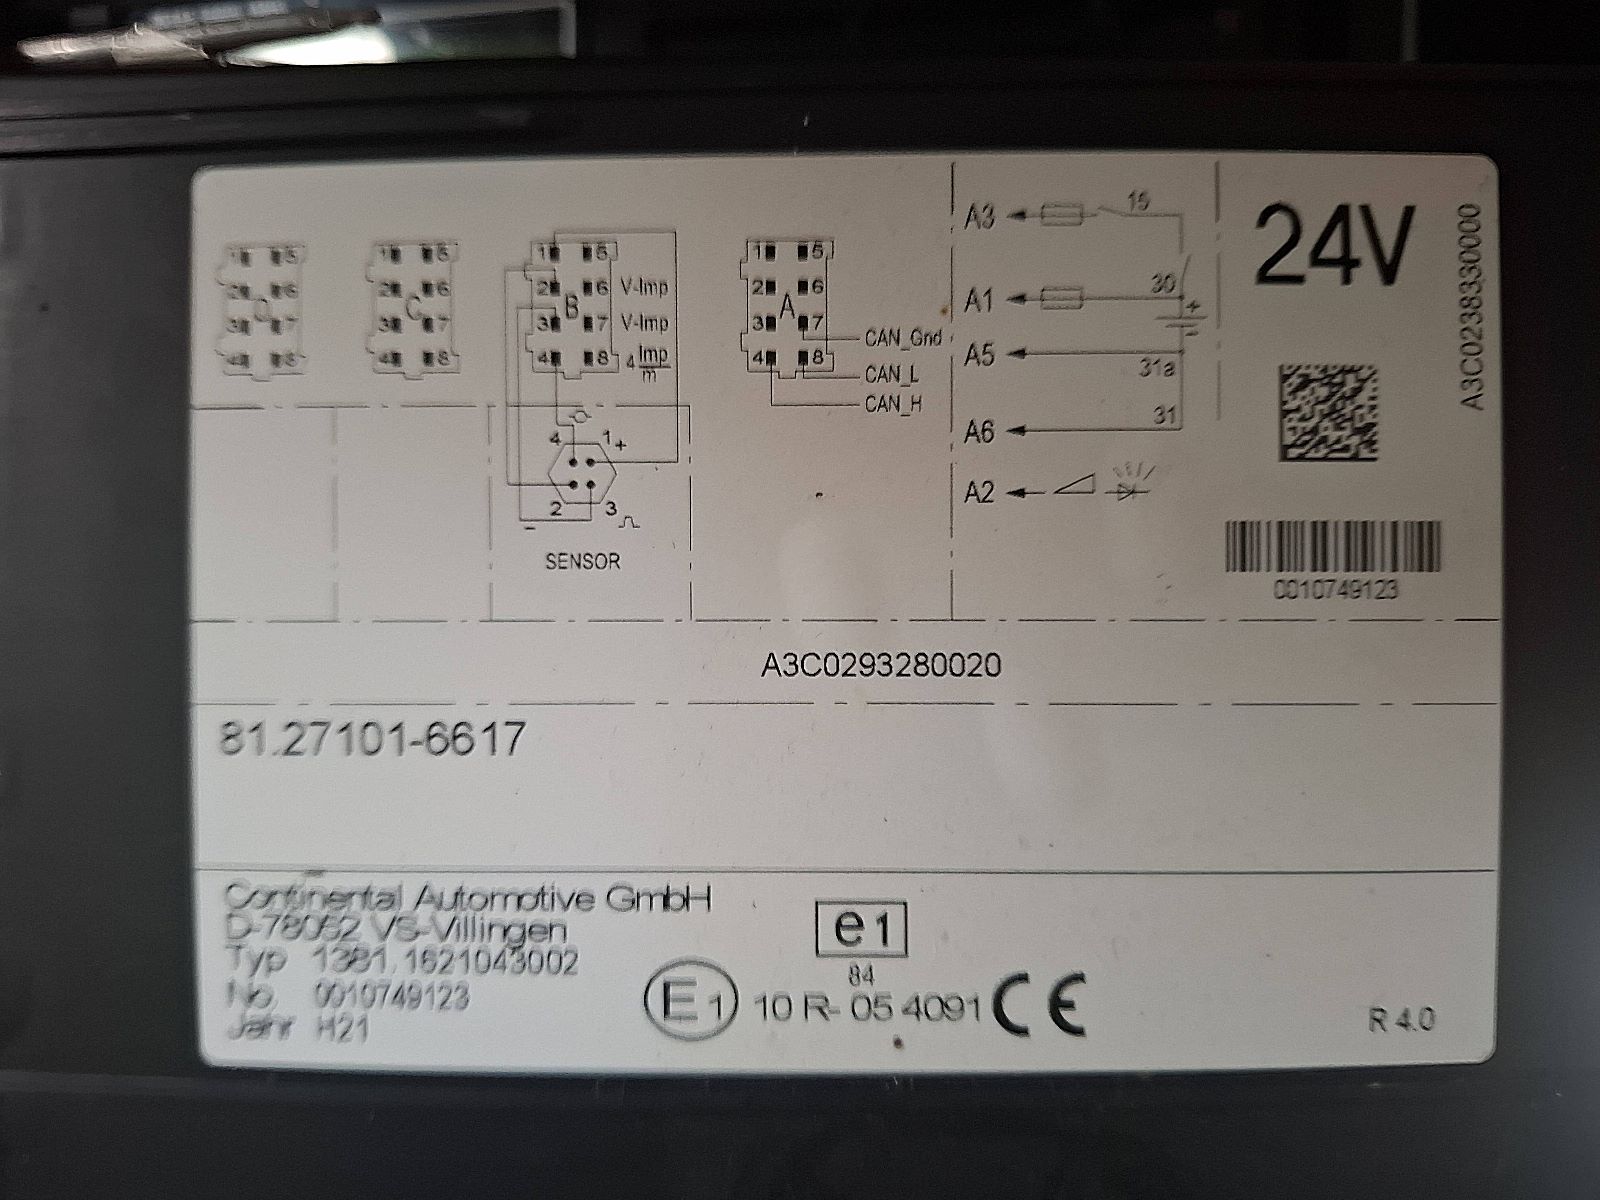 1 5
2 6
D
3 7
4 8
1 5
2 6
C
3 7
4 8
1 5
2 6 V-Imp
B
3 7 V-Imp
4 8 4 Imp/m
4 1 +
2 3
-
SENSOR
1 5
2 6
A
3 7
4 8
CAN_Gnd
CAN_L
CAN_H
A3 15
A1 30
+
A5 31a
A6 31
A2
24V
A3C02383330000
0010749123
A3C0293280020
81.27101-6617
Continental Automotive GmbH
D-78052 VS-Villingen
Typ 1381.1621043002
No. 0010749123
Jahr H21
e1
84
E1 10 R- 05 4091 CE
R 4.0